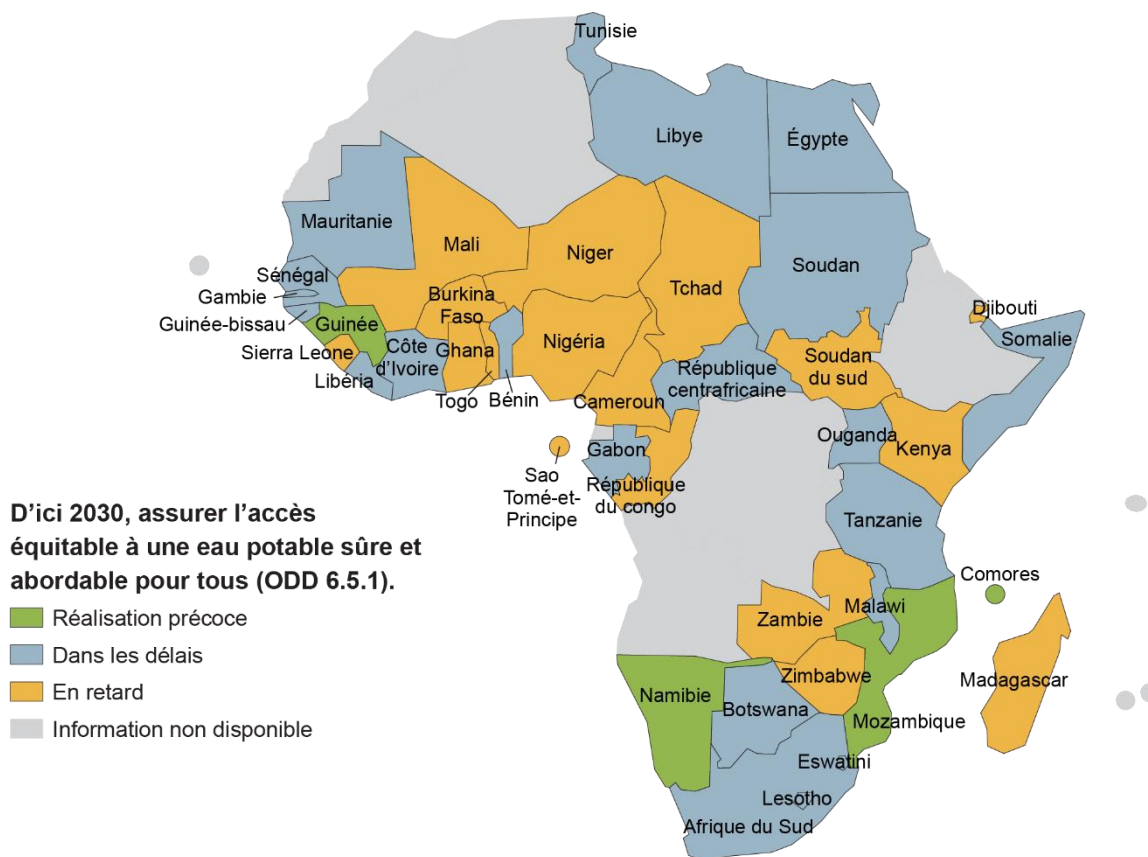 Tunisie
Libye
Égypte
Mauritanie
Mali
Niger
Tchad
Soudan
Sénégal
Gambie
Guinée-bissau
Guinée
Sierra Leone
Libéria
Côte
d'Ivoire
Burkina
Faso
Ghana
Togo
Bénin
Nigéria
Cameroun
République
centrafricaine
Soudan
du sud
Djibouti
Somalie
Ouganda
Kenya
Gabon
Sao
Tomé-et-
Principe
République
du congo
Tanzanie
Comores
Malawi
Zambie
Zimbabwe
Madagascar
Namibie
Botswana
Mozambique
Eswatini
Lesotho
Afrique du Sud
D’ici 2030, assurer l’accès
équitable à une eau potable sûre et
abordable pour tous (ODD 6.5.1).
Réalisation précoce
Dans les délais
En retard
Information non disponible